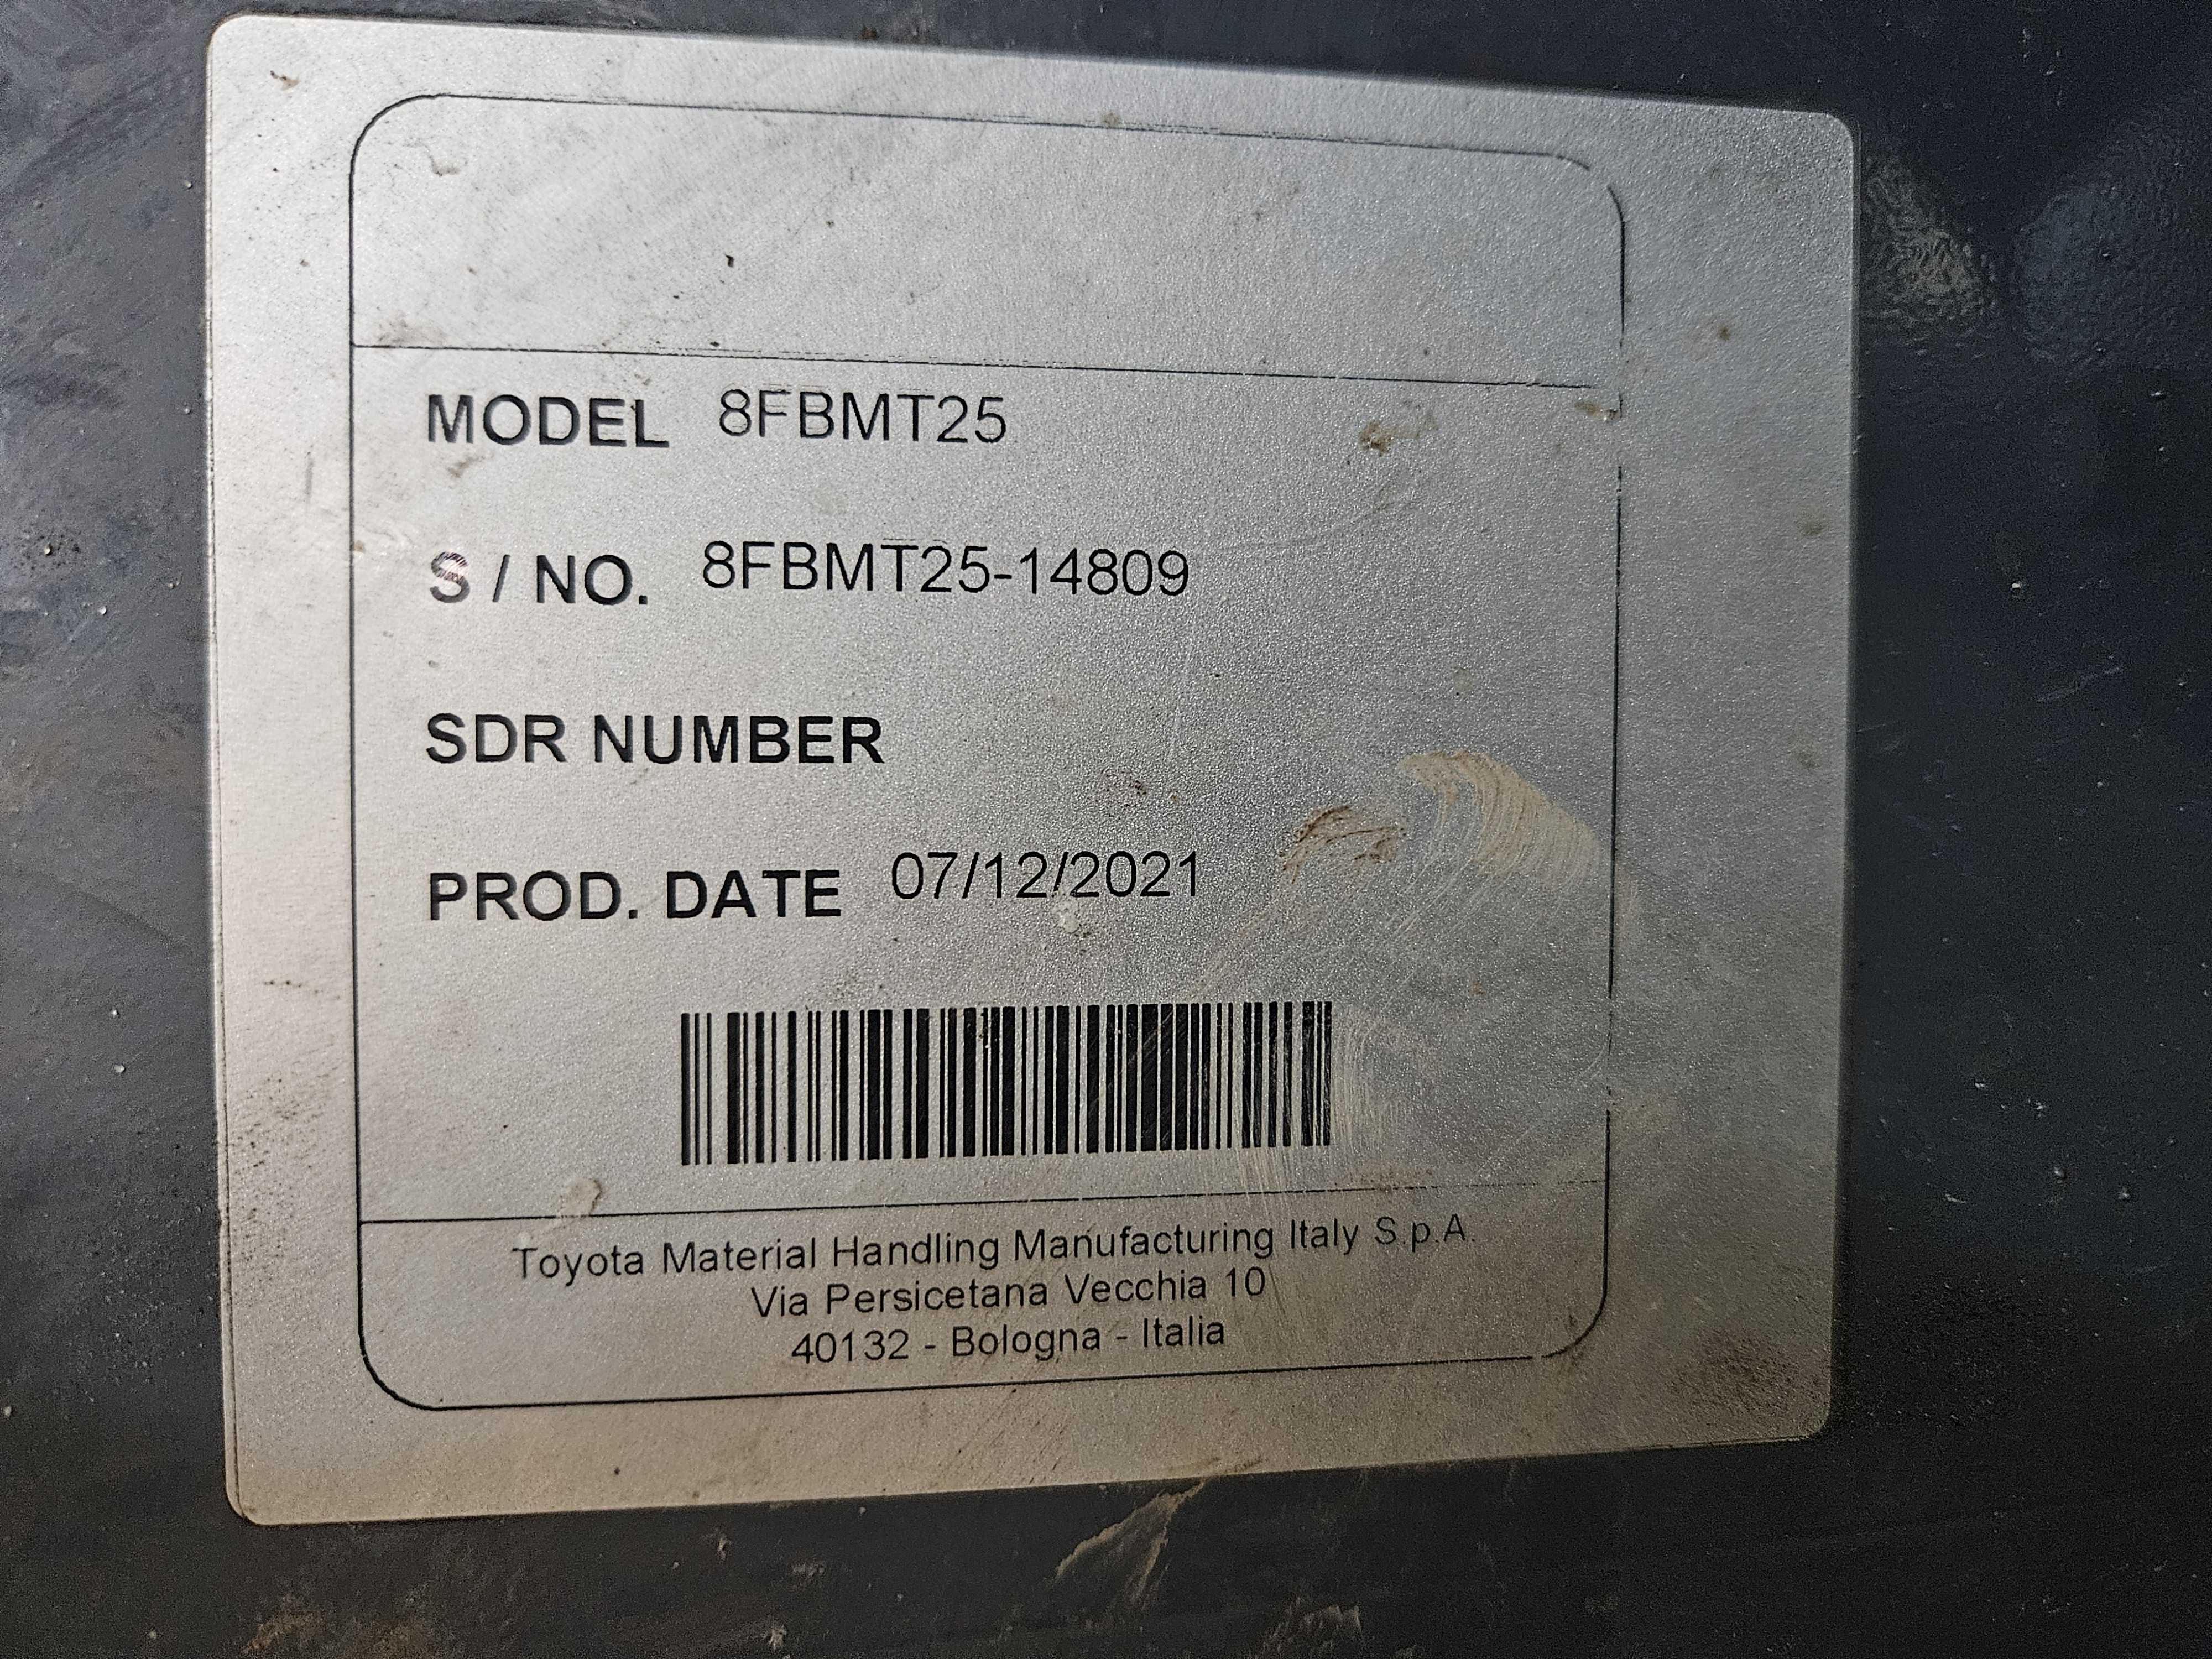 MODEL 8FBMT25
S / NO. 8FBMT25-14809
SDR NUMBER
PROD. DATE 07/12/2021
Toyota Material Handling Manufacturing Italy S.p.A.
Via Persicetana Vecchia 10
40132 - Bologna - Italia